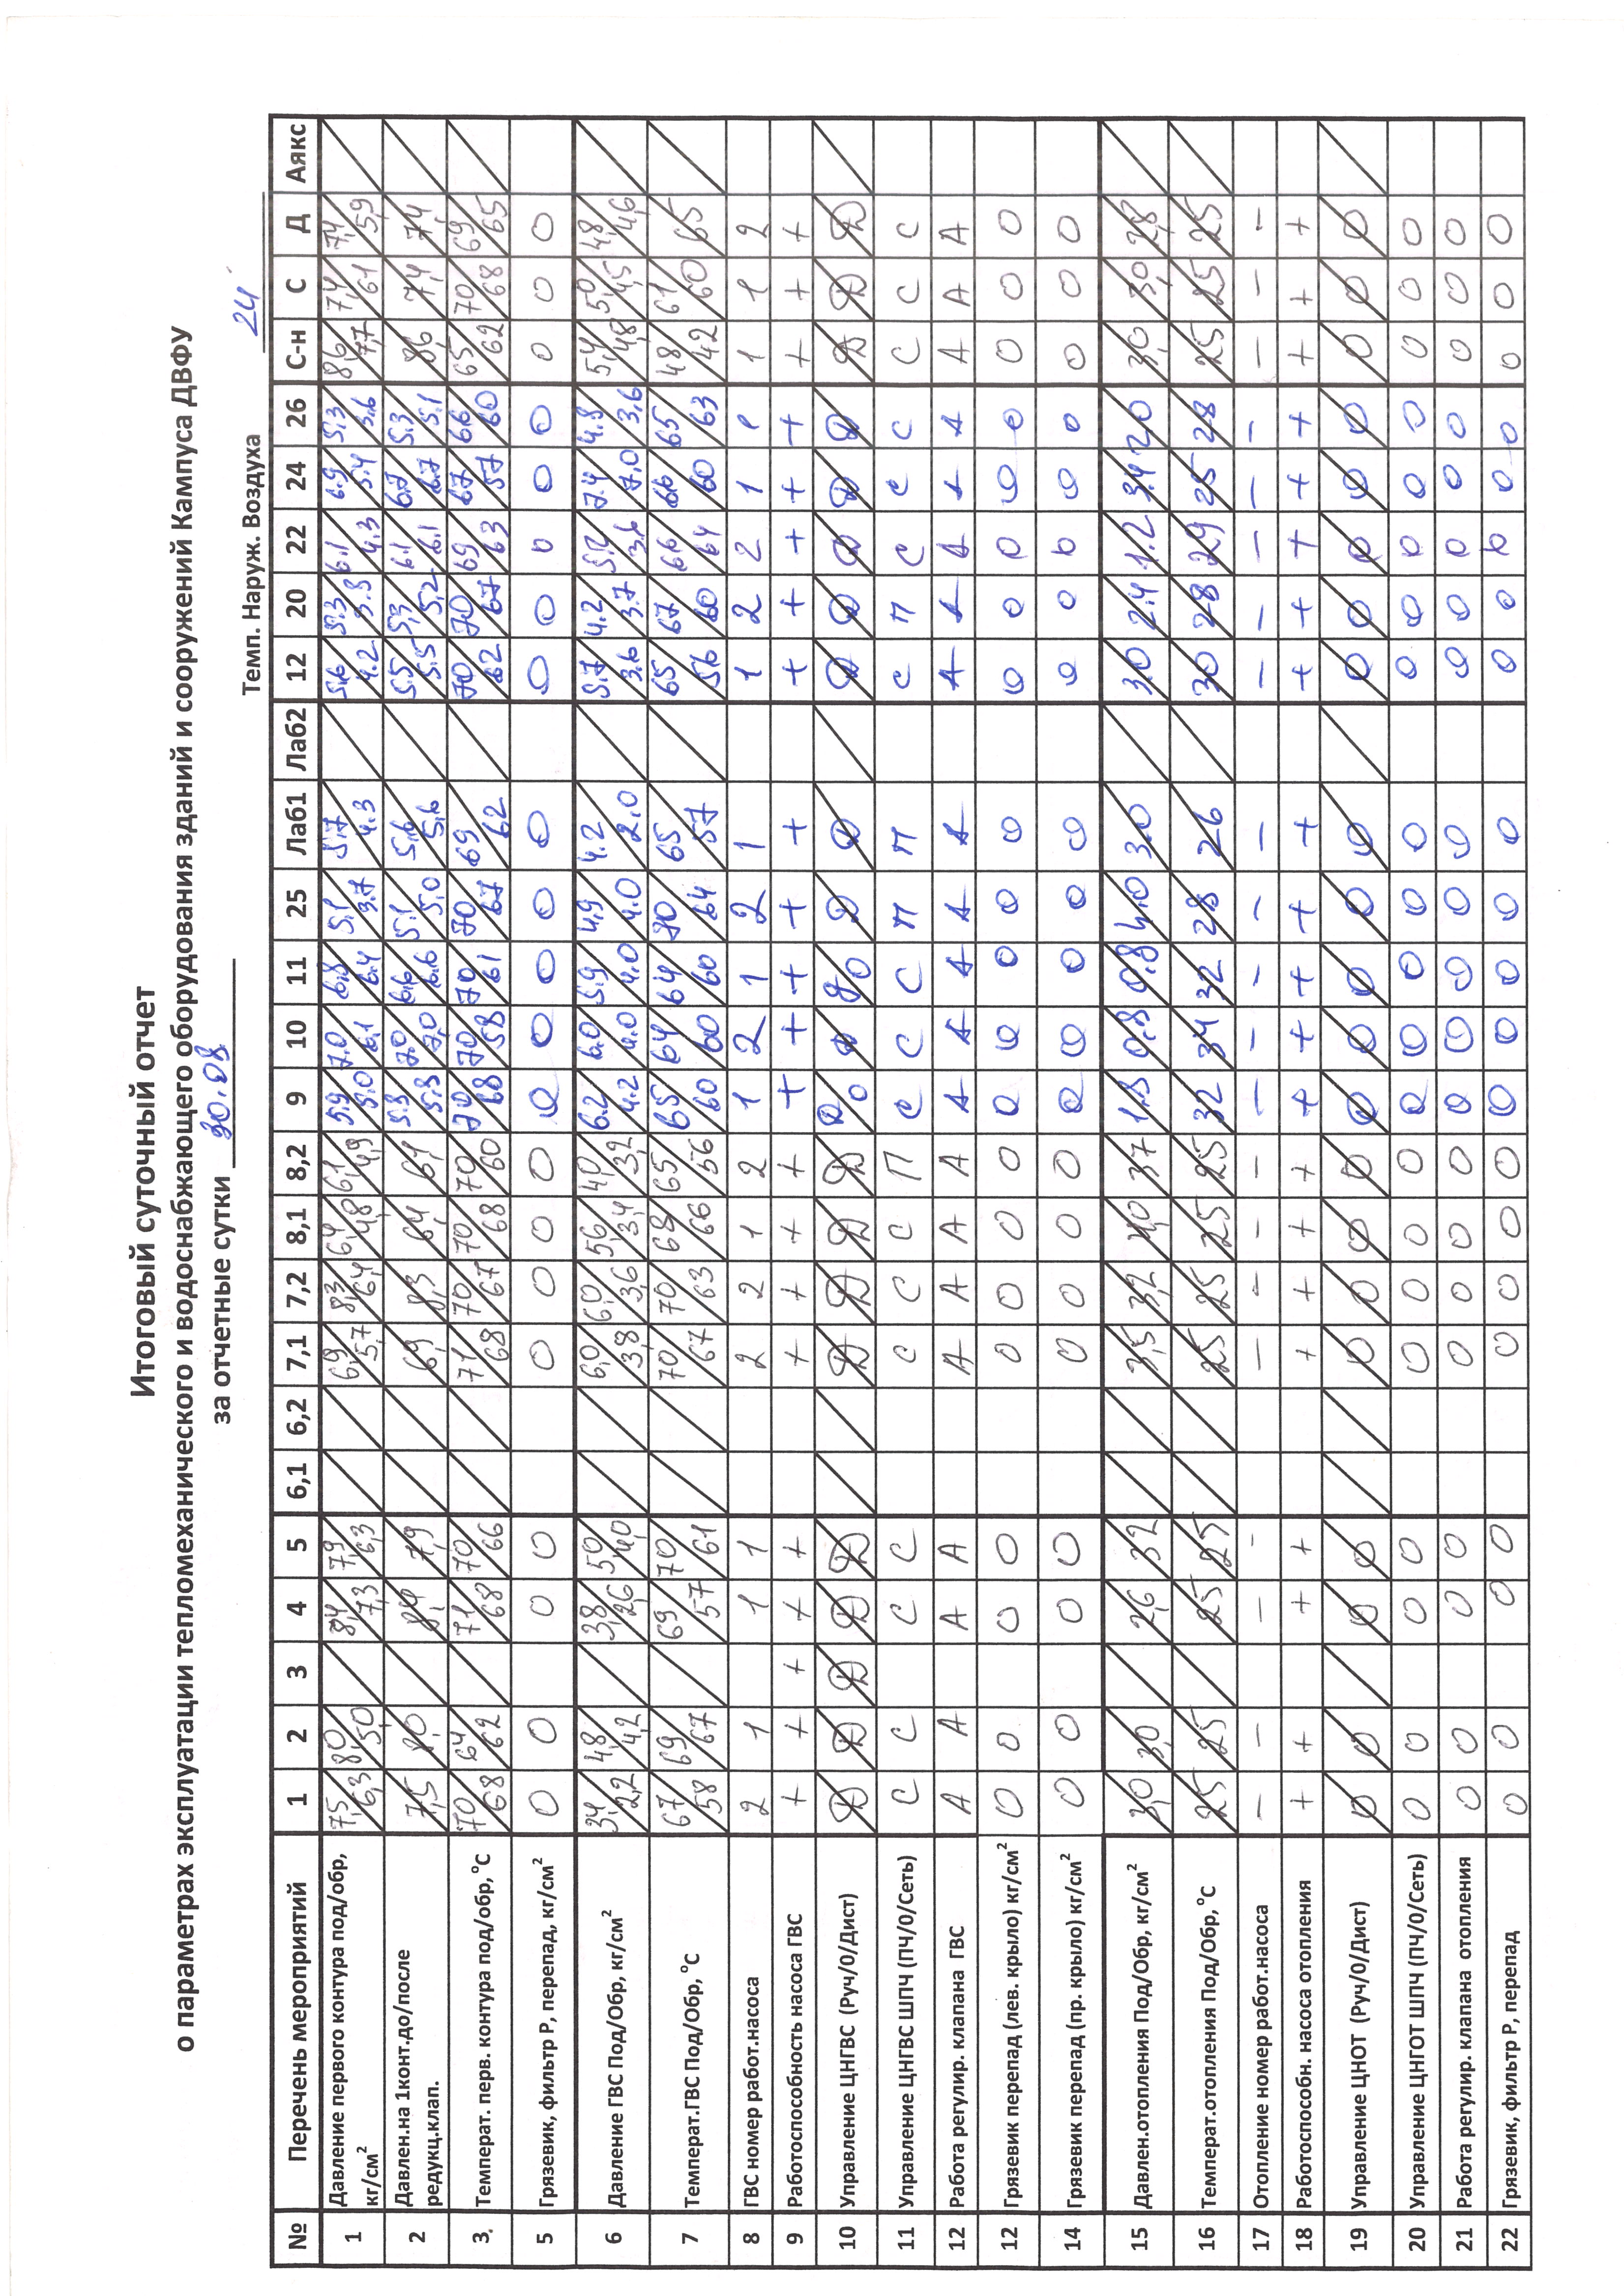 Итоговый суточный отчет
о параметрах эксплуатации тепломеханического и водоснабжающего оборудования зданий и сооружений Кампуса ДВФУ
за отчетные сутки 30.08
Темп. Наруж. Воздуха 24
№ Перечень мероприятий 1 2 3 4 5 6,1 6,2 7,1 7,2 8,1 8,2 9 10 11 25 Лаб1 Лаб2 12 20 22 24 26 С-н С Д Аякс
1 Давление первого контура под/обр, кг/см² 7,5/6,3 8,0/5,0 8,4/7,3 7,9/6,3 6,9/5,7 8,3/6,4 6,4/4,8 6,1/4,9 5.9/5.0 7.0/6,1 6,8/6.4 5,1/3.7 5.7/4.3 5,6/4.2 5.3/3.8 6.1/4.3 6.9/5.4 5,3/3.6 8,6/7,7 7,4/6,1 7,4/5,9
2 Давлен.на 1конт.до/после редукц.клап. 7,5 8,0 8,4 7,9 6,9 8,3 6,4 6,1 5.8/5.8 7.0/7,0 6,6/6.6 5.1/5,0 5,6/5,6 5.5/5.5 5,3/5,2 6.1/6.1 6.7/6.7 5.3/5.1 8,6 7,4 7,4
3 Температ. перв. контура под/обр, °С 70/68 64/62 71/68 70/66 71/68 70/67 70/68 70/60 70/68 70/58 70/61 70/67 69/62 70/62 70/67 69/63 67/57 66/60 65/62 70/68 69/65
5 Грязевик, фильтр Р, перепад, кг/см² 0 0 0 0 0 0 0 0 0 0 0 0 0 0 0 0 0 0 0 0 0
6 Давление ГВС Под/Обр, кг/см² 3,4/2,2 4,8/4,2 3,8/2,6 5,0/4,0 6,0/3,8 6,0/3,6 5,6/3,4 4,0/3,2 6.2/4.2 6.0/4.0 5.9/4.0 4,9/4.0 4.2/2.0 5.7/3.6 4.2/3.7 5.2/3.6 7.4/7.0 4.8/3,6 5,4/4,8 5,0/4,5 4,8/4,6
7 Температ.ГВС Под/Обр, °С 67/58 69/67 69/57 70/61 70/67 70/63 68/66 65/56 65/60 64/60 64/60 70/64 65/57 65/56 67/60 66/64 66/60 65/63 48/42 61/60 65
8 ГВС номер работ.насоса 2 1 1 1 2 2 1 2 1 2 1 2 1 1 2 2 1 1 1 1 2
9 Работоспособность насоса ГВС + + + + + + + + + + + + + + + + + + + + + +
10 Управление ЦНГВС (Руч/0/Дист) Д Д Д Д Д Д Д Д Д Д/0 Д Д/0 Д Д Д Д Д Д Д Д Д Д
11 Управление ЦНГВС ШПЧ (ПЧ/0/Сеть) С С С С С С С П С С С П П С П С С С С С С
12 Работа регулир. клапана ГВС А А А А А А А А А А А А А А А А А А А А А
12 Грязевик перепад (лев. крыло) кг/см² 0 0 0 0 0 0 0 0 0 0 0 0 0 0 0 0 0 0 0 0 0
14 Грязевик перепад (пр. крыло) кг/см² 0 0 0 0 0 0 0 0 0 0 0 0 0 0 0 0 0 0 0 0 0
15 Давлен.отопления Под/Обр, кг/см² 3,0 3,0 2,6 3,2 3,5 3,2 4,0 3,7 1.8 0,8 0,8 4.0 3.0 3.0 2.4 1.2 3.4 2.0 3,0 3,0 2,8
16 Температ.отопления Под/Обр, °С 25 25 25 25 25 25 25 25 32 34 32 28 26 30 28 29 25 28 25 25 25
17 Отопление номер работ.насоса – – – – – – – – – – – – – – – – – – – – –
18 Работоспособн. насоса отопления + + + + + + + + + + + + + + + + + + + + +
19 Управление ЦНОТ (Руч/0/Дист) 0 0 0 0 0 0 0 0 0 0 0 0 0 0 0 0 0 0 0 0 0
20 Управление ЦНГОТ ШПЧ (ПЧ/0/Сеть) 0 0 0 0 0 0 0 0 0 0 0 0 0 0 0 0 0 0 0 0 0
21 Работа регулир. клапана отопления 0 0 0 0 0 0 0 0 0 0 0 0 0 0 0 0 0 0 0 0 0
22 Грязевик, фильтр Р, перепад 0 0 0 0 0 0 0 0 0 0 0 0 0 0 0 0 0 0 0 0 0